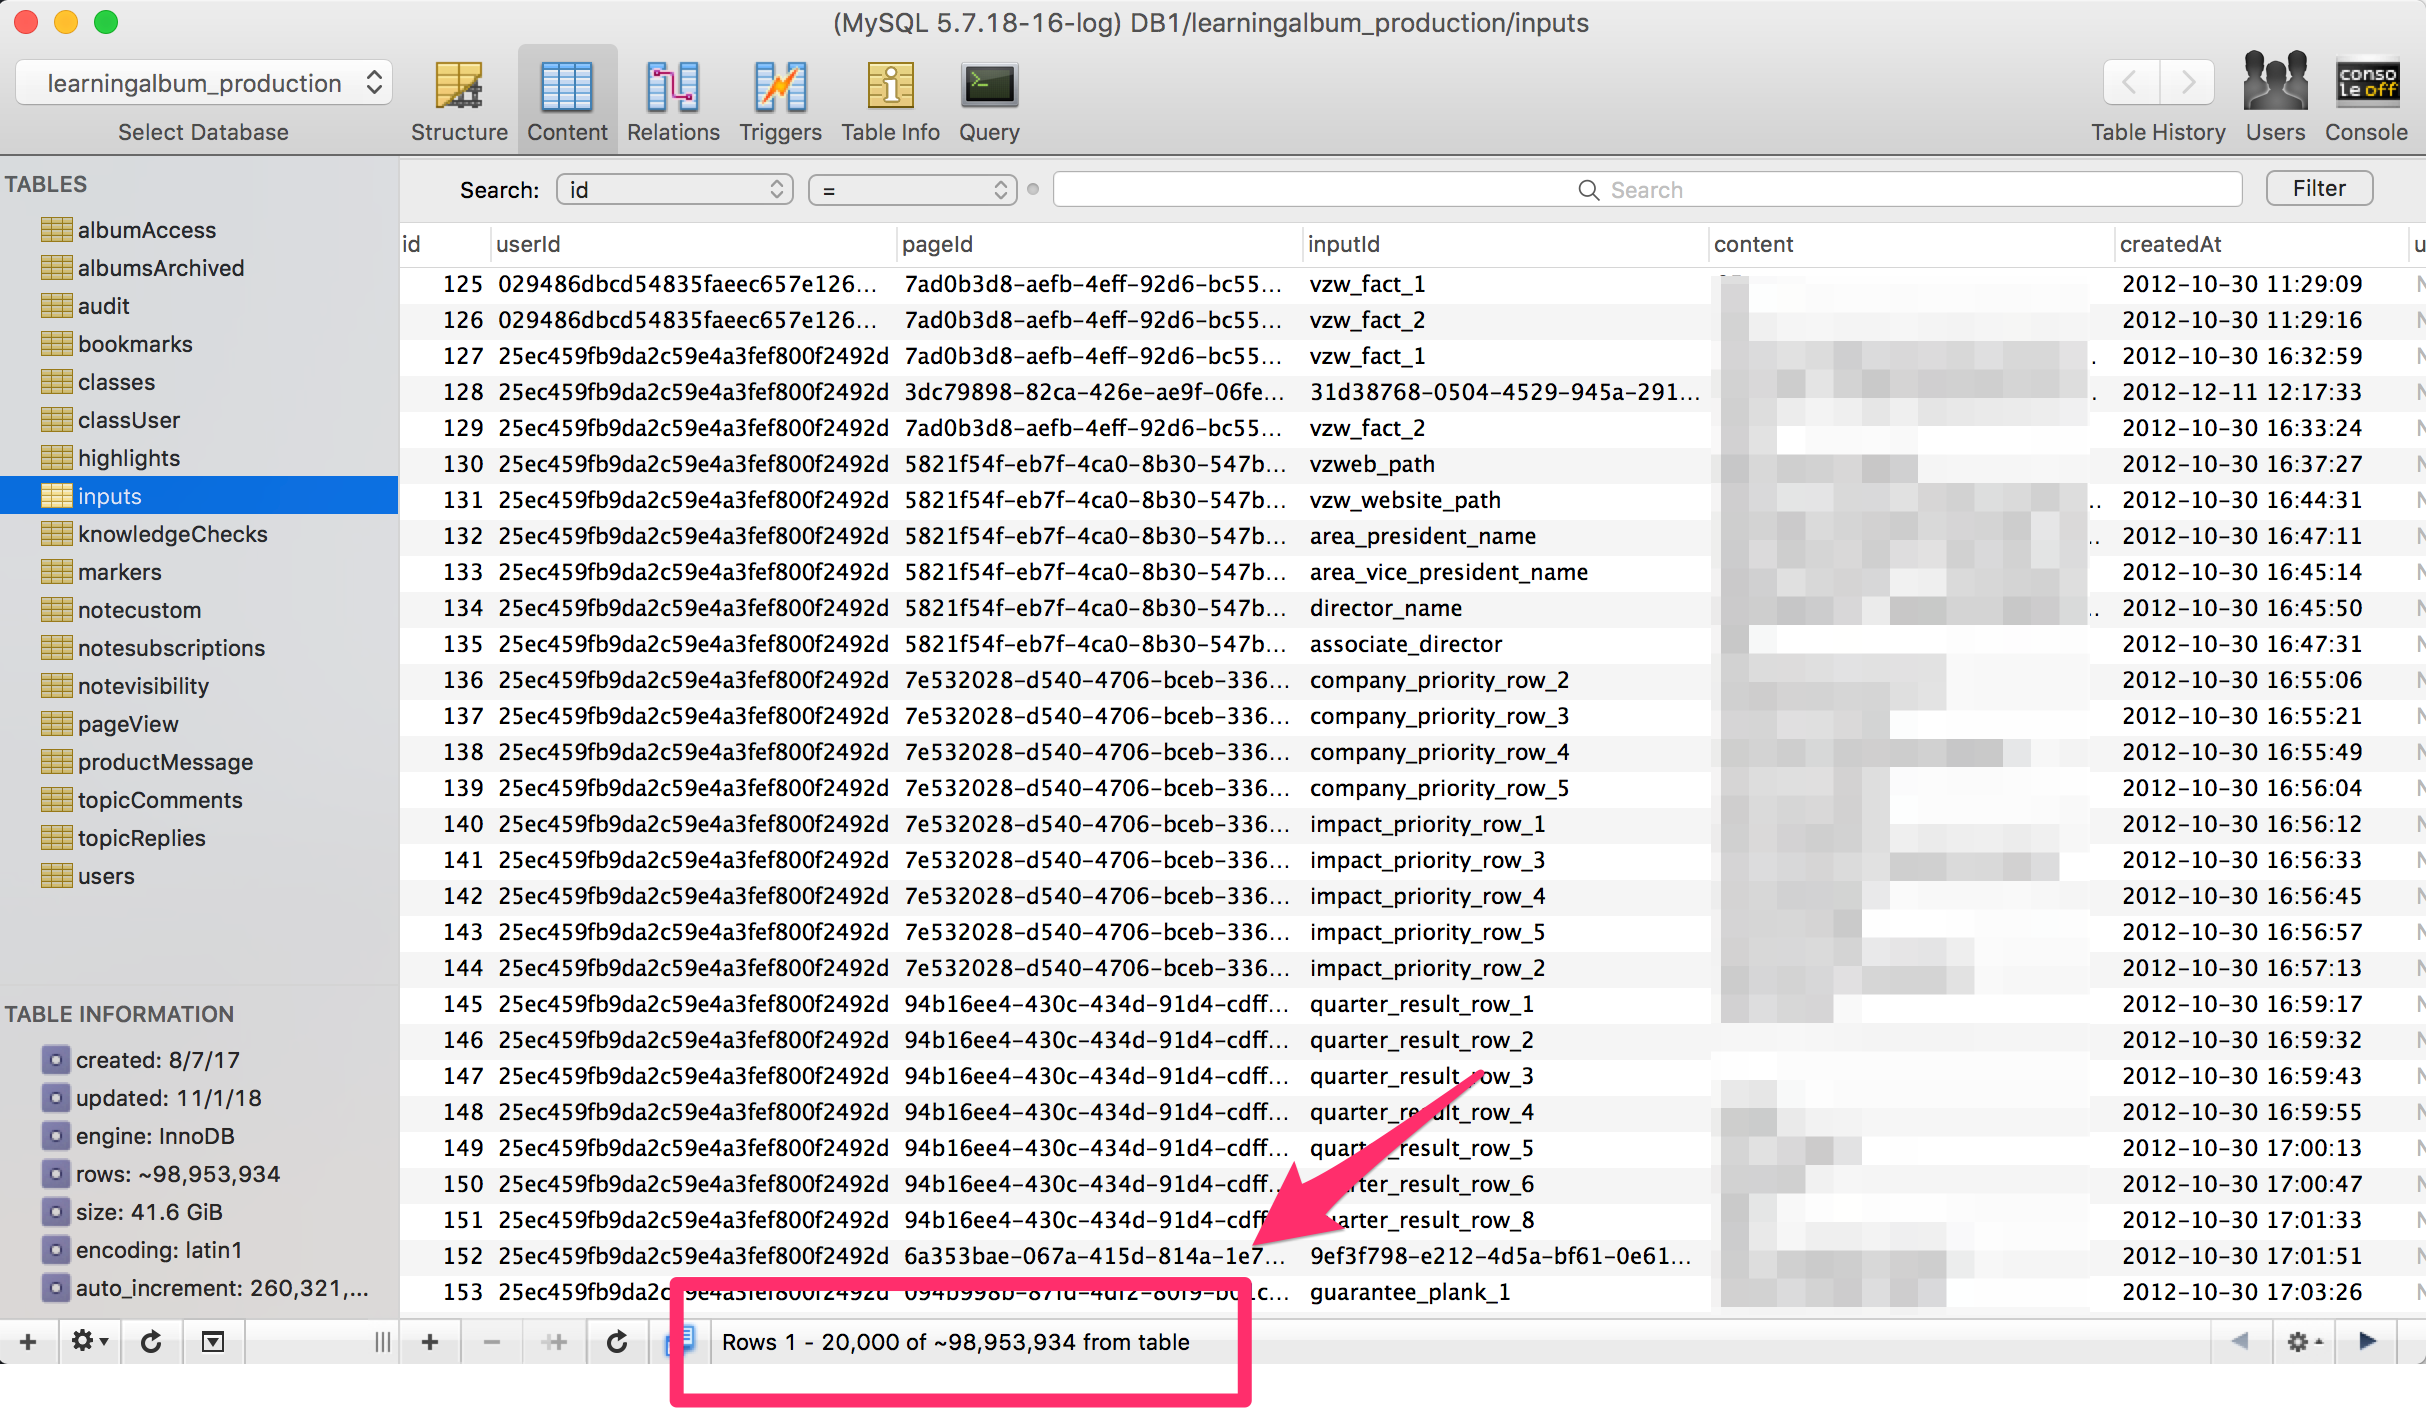 (MySQL 5.7.18-16-log) DB1/learningalbum_production/inputs
learningalbum_production
Select Database
Structure Content Relations Triggers Table Info Query
conso
le off
Table History Users Console
TABLES
albumAccess
albumsArchived
audit
bookmarks
classes
classUser
highlights
inputs
knowledgeChecks
markers
notecustom
notesubscriptions
notevisibility
pageView
productMessage
topicComments
topicReplies
users
TABLE INFORMATION
created: 8/7/17
updated: 11/1/18
engine: InnoDB
rows: ~98,953,934
size: 41.6 GiB
encoding: latin1
auto_increment: 260,321,...
Search: id = Search Filter
id userId pageId inputId content createdAt u
125 029486dbcd54835faeec657e126... 7ad0b3d8-aefb-4eff-92d6-bc55... vzw_fact_1 2012-10-30 11:29:09
126 029486dbcd54835faeec657e126... 7ad0b3d8-aefb-4eff-92d6-bc55... vzw_fact_2 2012-10-30 11:29:16
127 25ec459fb9da2c59e4a3fef800f2492d 7ad0b3d8-aefb-4eff-92d6-bc55... vzw_fact_1 2012-10-30 16:32:59
128 25ec459fb9da2c59e4a3fef800f2492d 3dc79898-82ca-426e-ae9f-06fe... 31d38768-0504-4529-945a-291... 2012-12-11 12:17:33
129 25ec459fb9da2c59e4a3fef800f2492d 7ad0b3d8-aefb-4eff-92d6-bc55... vzw_fact_2 2012-10-30 16:33:24
130 25ec459fb9da2c59e4a3fef800f2492d 5821f54f-eb7f-4ca0-8b30-547b... vzweb_path 2012-10-30 16:37:27
131 25ec459fb9da2c59e4a3fef800f2492d 5821f54f-eb7f-4ca0-8b30-547b... vzw_website_path 2012-10-30 16:44:31
132 25ec459fb9da2c59e4a3fef800f2492d 5821f54f-eb7f-4ca0-8b30-547b... area_president_name 2012-10-30 16:47:11
133 25ec459fb9da2c59e4a3fef800f2492d 5821f54f-eb7f-4ca0-8b30-547b... area_vice_president_name 2012-10-30 16:45:14
134 25ec459fb9da2c59e4a3fef800f2492d 5821f54f-eb7f-4ca0-8b30-547b... director_name 2012-10-30 16:45:50
135 25ec459fb9da2c59e4a3fef800f2492d 5821f54f-eb7f-4ca0-8b30-547b... associate_director 2012-10-30 16:47:31
136 25ec459fb9da2c59e4a3fef800f2492d 7e532028-d540-4706-bceb-336... company_priority_row_2 2012-10-30 16:55:06
137 25ec459fb9da2c59e4a3fef800f2492d 7e532028-d540-4706-bceb-336... company_priority_row_3 2012-10-30 16:55:21
138 25ec459fb9da2c59e4a3fef800f2492d 7e532028-d540-4706-bceb-336... company_priority_row_4 2012-10-30 16:55:49
139 25ec459fb9da2c59e4a3fef800f2492d 7e532028-d540-4706-bceb-336... company_priority_row_5 2012-10-30 16:56:04
140 25ec459fb9da2c59e4a3fef800f2492d 7e532028-d540-4706-bceb-336... impact_priority_row_1 2012-10-30 16:56:12
141 25ec459fb9da2c59e4a3fef800f2492d 7e532028-d540-4706-bceb-336... impact_priority_row_3 2012-10-30 16:56:33
142 25ec459fb9da2c59e4a3fef800f2492d 7e532028-d540-4706-bceb-336... impact_priority_row_4 2012-10-30 16:56:45
143 25ec459fb9da2c59e4a3fef800f2492d 7e532028-d540-4706-bceb-336... impact_priority_row_5 2012-10-30 16:56:57
144 25ec459fb9da2c59e4a3fef800f2492d 7e532028-d540-4706-bceb-336... impact_priority_row_2 2012-10-30 16:57:13
145 25ec459fb9da2c59e4a3fef800f2492d 94b16ee4-430c-434d-91d4-cdff... quarter_result_row_1 2012-10-30 16:59:17
146 25ec459fb9da2c59e4a3fef800f2492d 94b16ee4-430c-434d-91d4-cdff... quarter_result_row_2 2012-10-30 16:59:32
147 25ec459fb9da2c59e4a3fef800f2492d 94b16ee4-430c-434d-91d4-cdff... quarter_result_row_3 2012-10-30 16:59:43
148 25ec459fb9da2c59e4a3fef800f2492d 94b16ee4-430c-434d-91d4-cdff... quarter_result_row_4 2012-10-30 16:59:55
149 25ec459fb9da2c59e4a3fef800f2492d 94b16ee4-430c-434d-91d4-cdff... quarter_result_row_5 2012-10-30 17:00:13
150 25ec459fb9da2c59e4a3fef800f2492d 94b16ee4-430c-434d-91d4-cdff... quarter_result_row_6 2012-10-30 17:00:47
151 25ec459fb9da2c59e4a3fef800f2492d 94b16ee4-430c-434d-91d4-cdff quarter_result_row_8 2012-10-30 17:01:33
152 25ec459fb9da2c59e4a3fef800f2492d 6a353bae-067a-415d-814a-1e7... 9ef3f798-e212-4d5a-bf61-0e61... 2012-10-30 17:01:51
153 25ec459fb9da2c59e4a3fef800f2492d guarantee_plank_1 2012-10-30 17:03:26
Rows 1 - 20,000 of ~98,953,934 from table